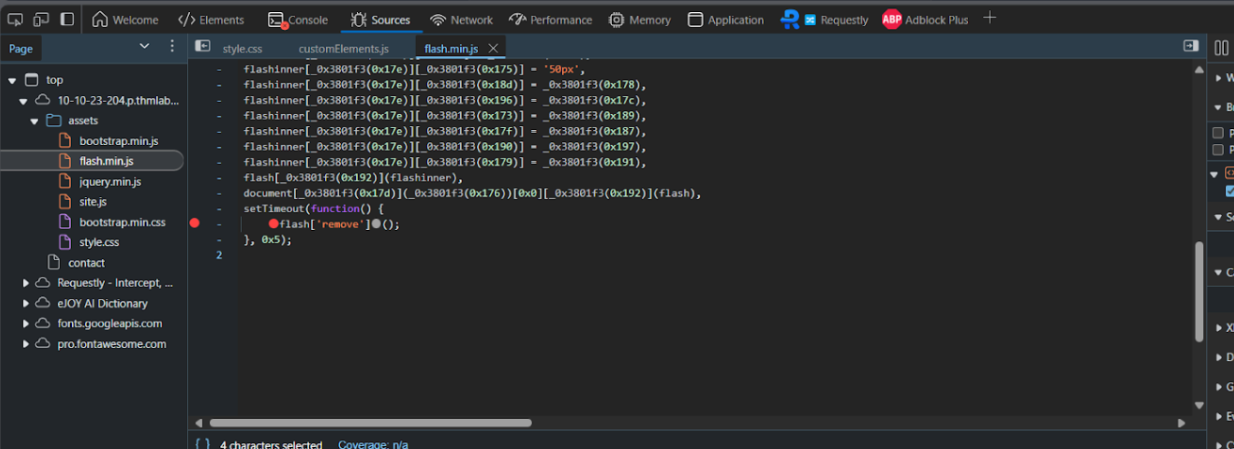 Welcome Elements Console Sources Network Performance Memory Application Requestly ABP Adblock Plus
Page
style.css customElements.js flash.min.js
top
10-10-23-204.p.thmlab...
assets
bootstrap.min.js
flash.min.js
jquery.min.js
site.js
bootstrap.min.css
style.css
contact
Requestly - Intercept, ...
eJOY AI Dictionary
fonts.googleapis.com
pro.fontawesome.com
- flashinner[_0x3801f3(0x17e)][_0x3801f3(0x175)] = '50px',
- flashinner[_0x3801f3(0x17e)][_0x3801f3(0x18d)] = _0x3801f3(0x178),
- flashinner[_0x3801f3(0x17e)][_0x3801f3(0x196)] = _0x3801f3(0x17c),
- flashinner[_0x3801f3(0x17e)][_0x3801f3(0x173)] = _0x3801f3(0x189),
- flashinner[_0x3801f3(0x17e)][_0x3801f3(0x17f)] = _0x3801f3(0x187),
- flashinner[_0x3801f3(0x17e)][_0x3801f3(0x190)] = _0x3801f3(0x197),
- flashinner[_0x3801f3(0x17e)][_0x3801f3(0x179)] = _0x3801f3(0x191),
- flash[_0x3801f3(0x192)](flashinner),
- document[_0x3801f3(0x17d)](_0x3801f3(0x176))[0x0][_0x3801f3(0x192)](flash),
- setTimeout(function() {
- flash['remove']();
- }, 0x5);
2
{ } 4 characters selected Coverage: n/a